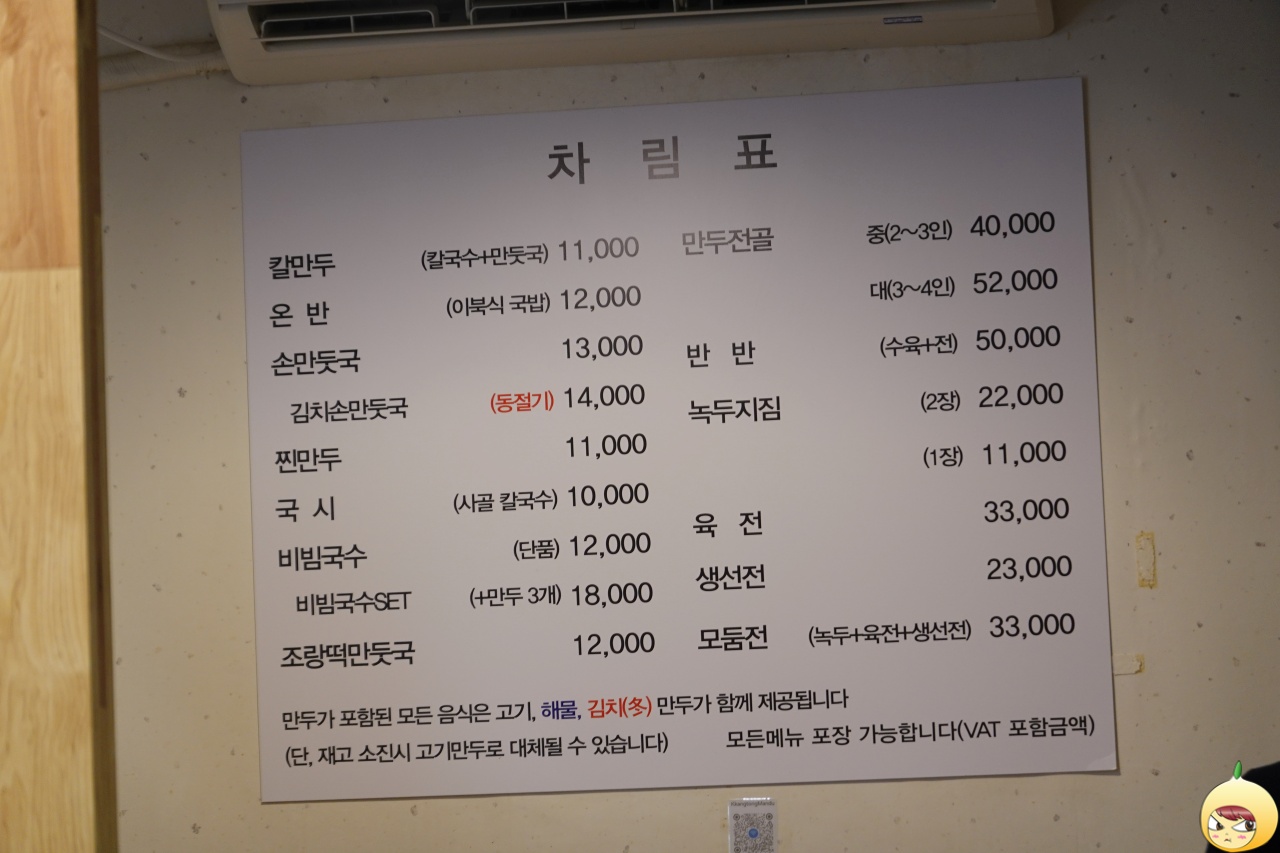 차 림 표
칼만두 (칼국수+만둣국) 11,000
온 반 (이북식 국밥) 12,000
손만둣국 13,000
김치손만둣국 (동절기) 14,000
찐만두 11,000
국 시 (사골 칼국수) 10,000
비빔국수 (단품) 12,000
비빔국수SET (+만두 3개) 18,000
조랑떡만둣국 12,000
만두전골 중(2~3인) 40,000
대(3~4인) 52,000
반 반 (수육+전) 50,000
녹두지짐 (2장) 22,000
(1장) 11,000
육 전 33,000
생선전 23,000
모둠전 (녹두+육전+생선전) 33,000
만두가 포함된 모든 음식은 고기, 해물, 김치(冬) 만두가 함께 제공됩니다
(단, 재고 소진시 고기만두로 대체될 수 있습니다)
모든메뉴 포장 가능합니다(VAT 포함금액)